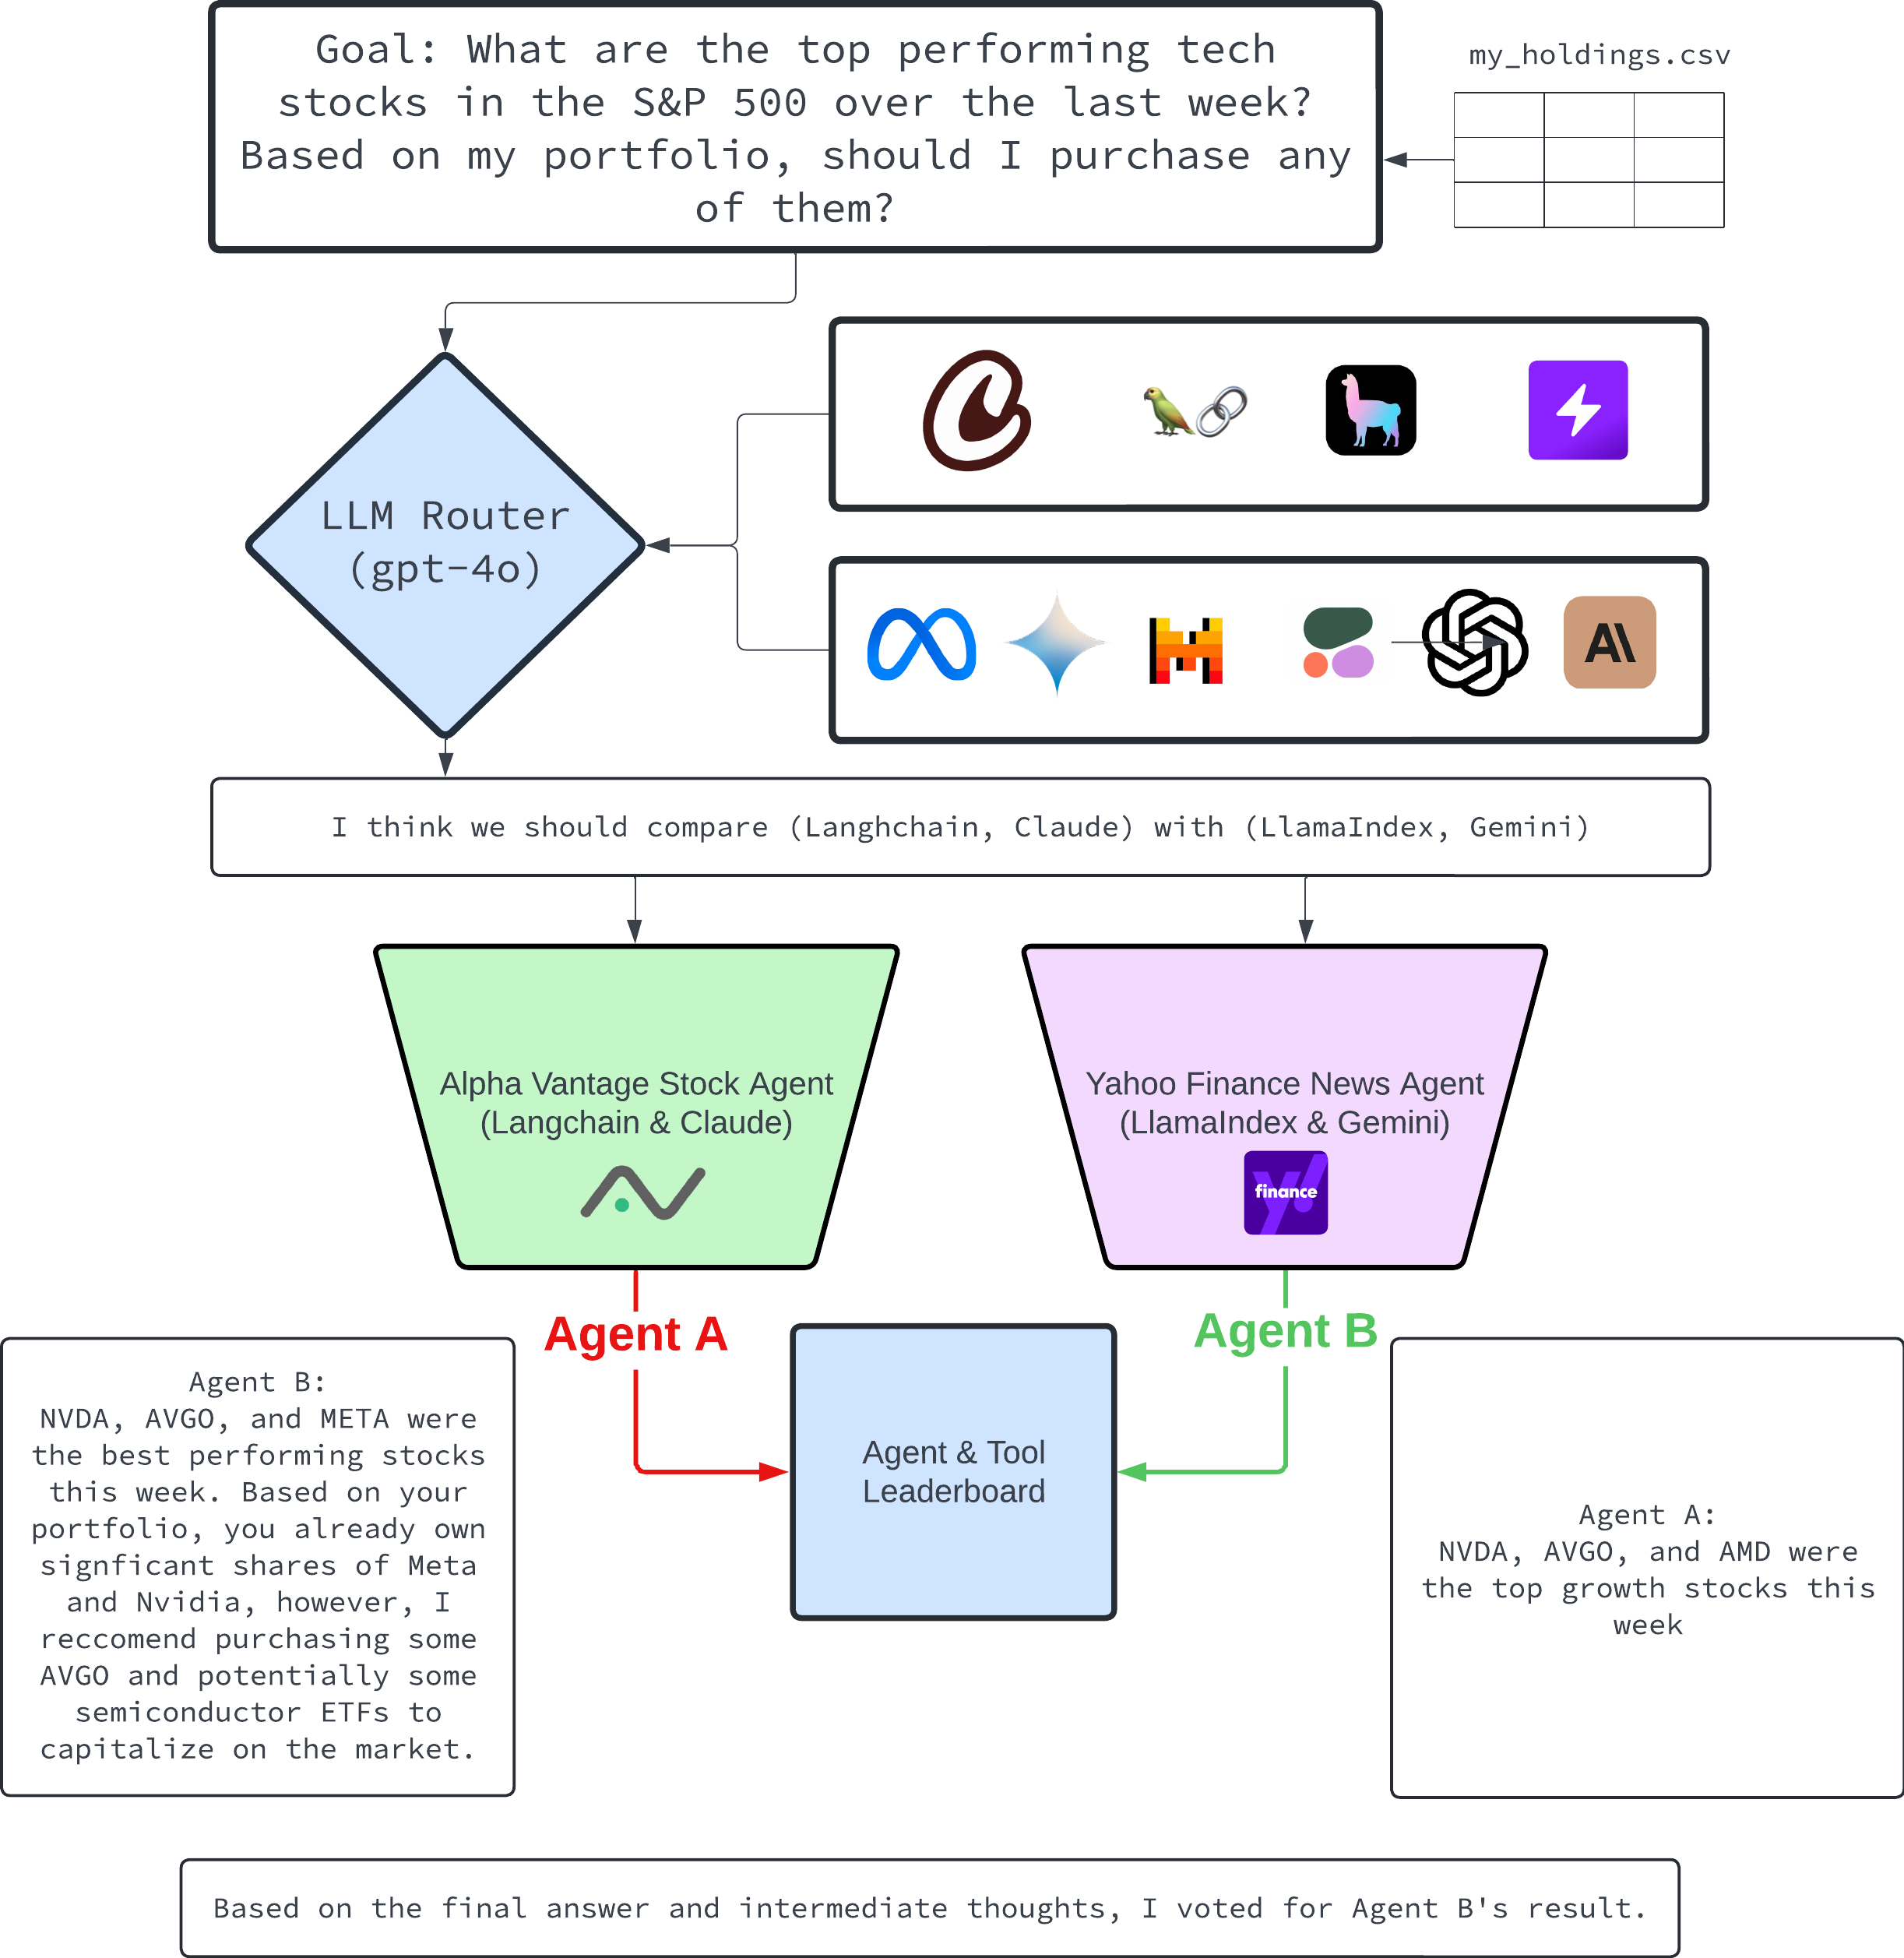 Goal: What are the top performing tech
stocks in the S&P 500 over the last week?
Based on my portfolio, should I purchase any
of them?
my_holdings.csv
LLM Router
(gpt-4o)
I think we should compare (Langhchain, Claude) with (LlamaIndex, Gemini)
Alpha Vantage Stock Agent
(Langchain & Claude)
Yahoo Finance News Agent
(LlamaIndex & Gemini)
y!
finance
Agent A
Agent B
Agent B:
NVDA, AVGO, and META were
the best performing stocks
this week. Based on your
portfolio, you already own
signficant shares of Meta
and Nvidia, however, I
reccomend purchasing some
AVGO and potentially some
semiconductor ETFs to
capitalize on the market.
Agent & Tool
Leaderboard
Agent A:
NVDA, AVGO, and AMD were
the top growth stocks this
week
Based on the final answer and intermediate thoughts, I voted for Agent B's result.